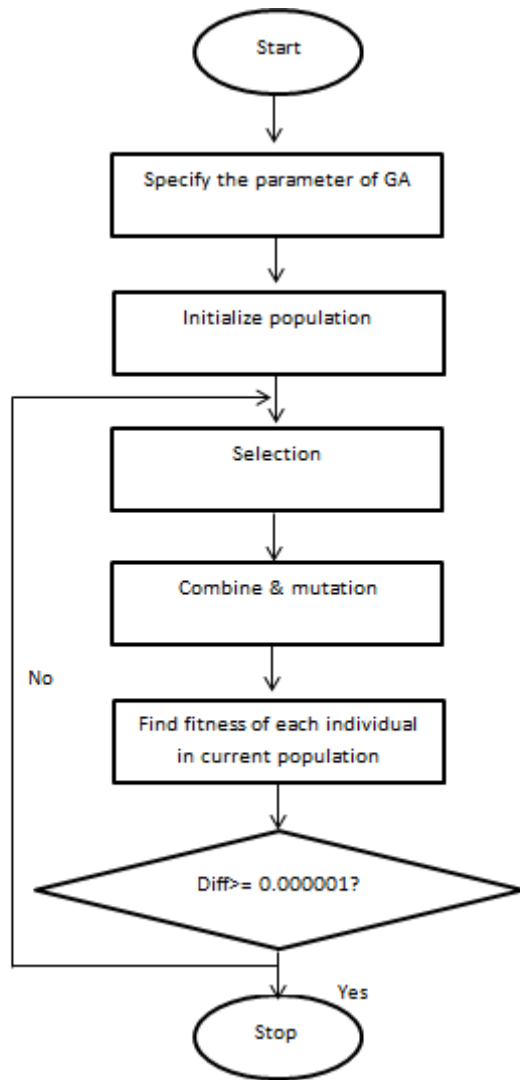 Start
Specify the parameter of GA
Initialize population
Selection
Combine & mutation
No
Find fitness of each individual
in current population
Diff>= 0.000001?
Yes
Stop